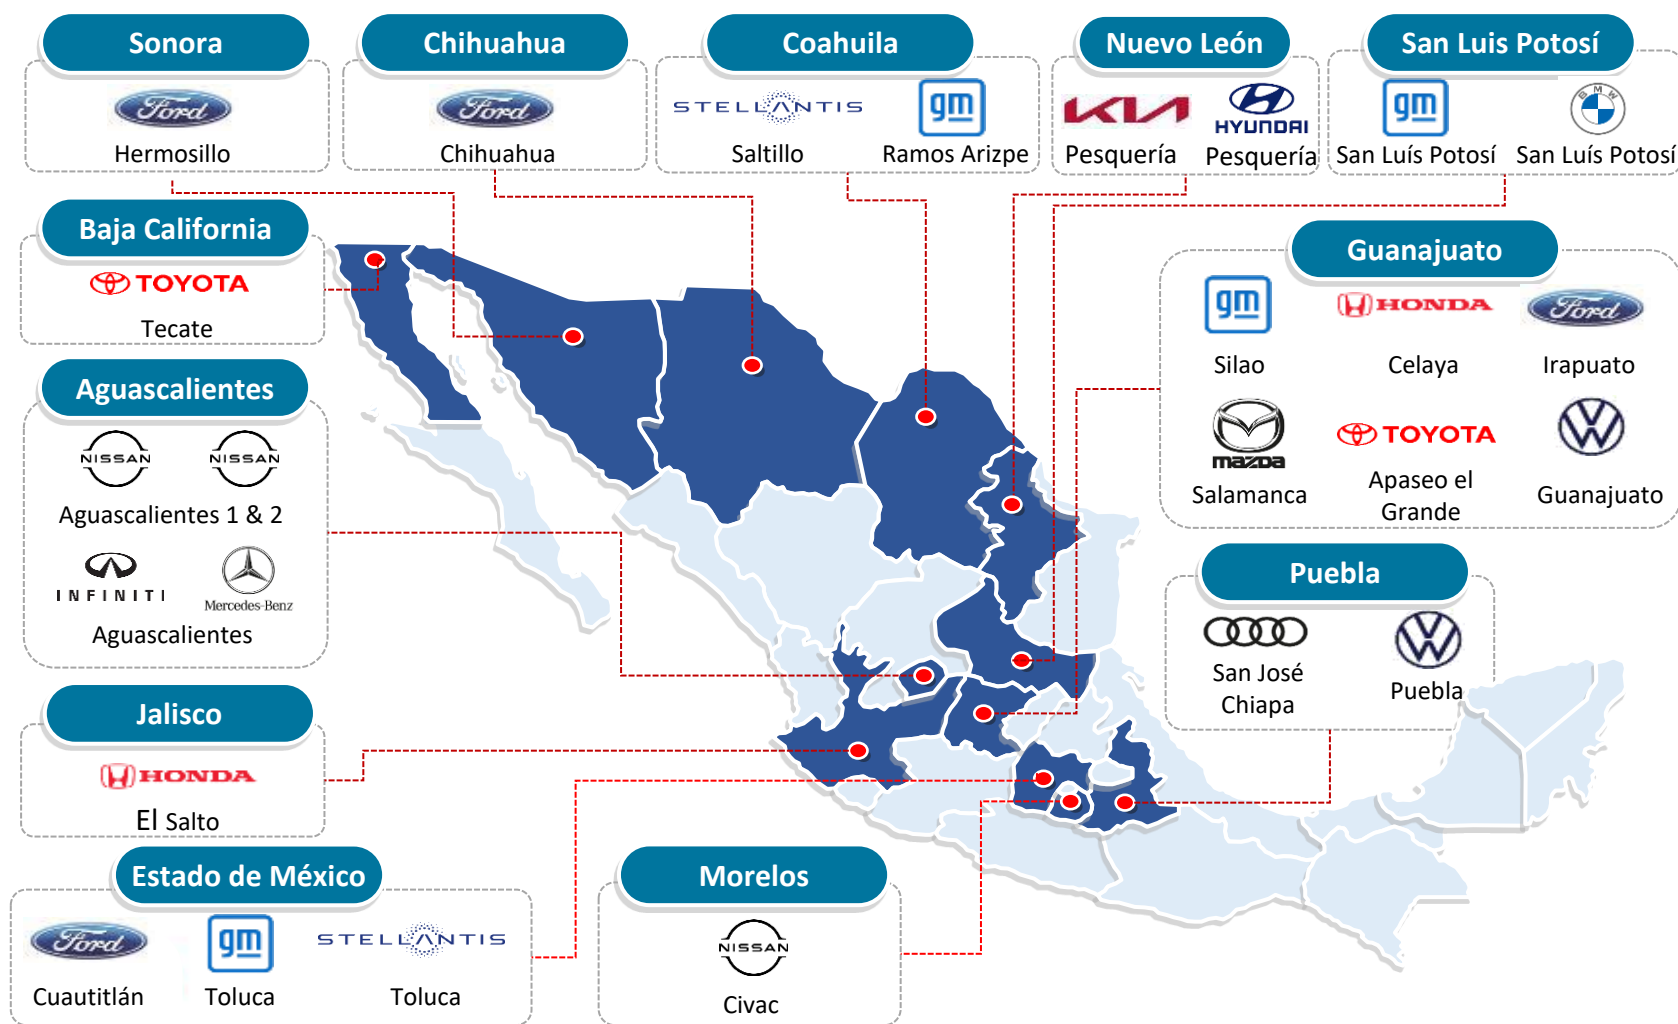 Sonora
Ford
Hermosillo
Chihuahua
Ford
Chihuahua
Coahuila
STELLANTIS
gm
Saltillo
Ramos Arizpe
Nuevo León
KIA
HYUNDAI
Pesquería
Pesquería
San Luis Potosí
gm
BMW
San Luís Potosí
San Luís Potosí
Baja California
TOYOTA
Tecate
Guanajuato
gm
HONDA
Ford
Silao
Celaya
Irapuato
mazDa
TOYOTA
Salamanca
Apaseo el
Grande
Guanajuato
Aguascalientes
NISSAN
NISSAN
Aguascalientes 1 & 2
INFINITI
Mercedes-Benz
Aguascalientes
Puebla
San José
Chiapa
Puebla
Jalisco
HONDA
El Salto
Estado de México
Ford
gm
STELLANTIS
Cuautitlán
Toluca
Toluca
Morelos
NISSAN
Civac